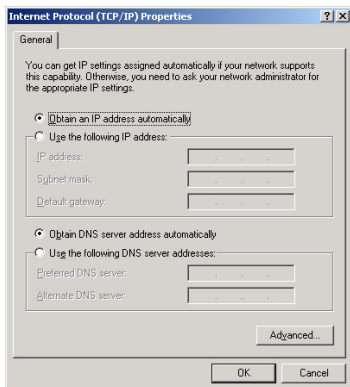 Internet Protocol (TCP/IP) Properties
General
You can get IP settings assigned automatically if your network supports
this capability. Otherwise, you need to ask your network administrator for
the appropriate IP settings.
Obtain an IP address automatically
Use the following IP address:
IP address:
Subnet mask:
Default gateway:
Obtain DNS server address automatically
Use the following DNS server addresses:
Preferred DNS server:
Alternate DNS server:
Advanced...
OK
Cancel